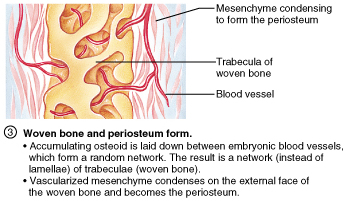 Mesenchyme condensing
to form the periosteum
Trabecula of
woven bone
Blood vessel
③ Woven bone and periosteum form.
• Accumulating osteoid is laid down between embryonic blood vessels,
which form a random network. The result is a network (instead of
lamellae) of trabeculae (woven bone).
• Vascularized mesenchyme condenses on the external face of
the woven bone and becomes the periosteum.